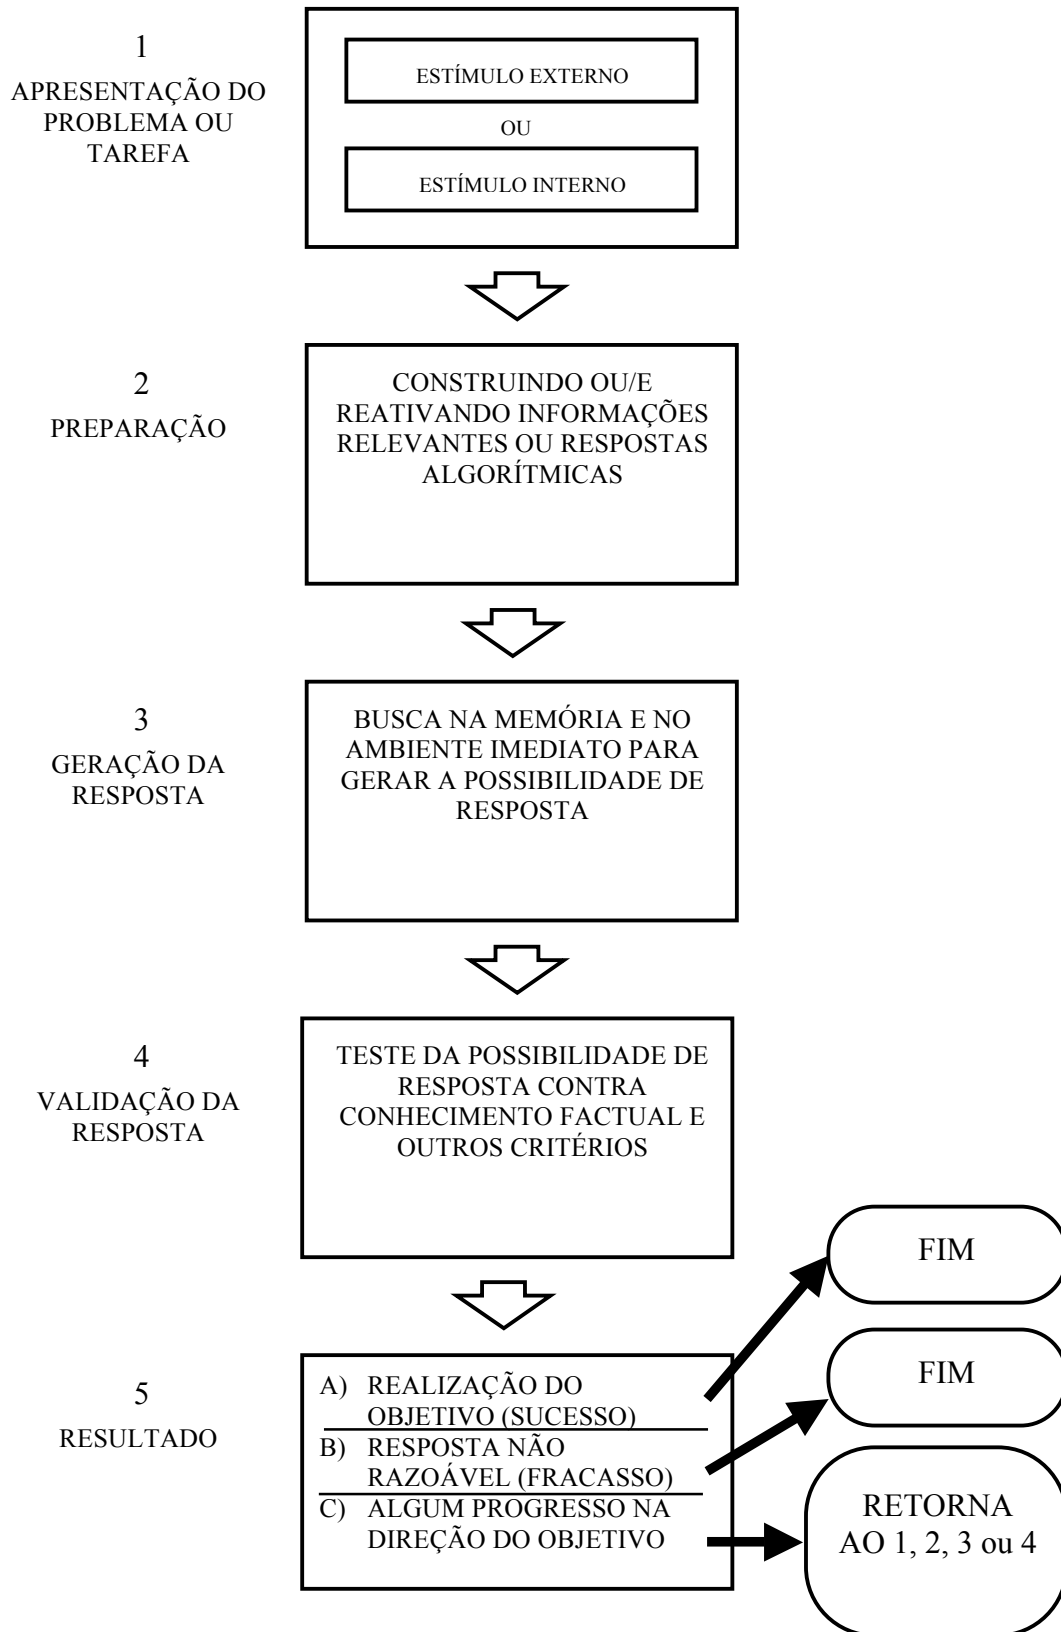 1
APRESENTAÇÃO DO
PROBLEMA OU
TAREFA
ESTÍMULO EXTERNO
OU
ESTÍMULO INTERNO
2
PREPARAÇÃO
CONSTRUINDO OU/E
REATIVANDO INFORMAÇÕES
RELEVANTES OU RESPOSTAS
ALGORÍTMICAS
3
GERAÇÃO DA
RESPOSTA
BUSCA NA MEMÓRIA E NO
AMBIENTE IMEDIATO PARA
GERAR A POSSIBILIDADE DE
RESPOSTA
4
VALIDAÇÃO DA
RESPOSTA
TESTE DA POSSIBILIDADE DE
RESPOSTA CONTRA
CONHECIMENTO FACTUAL E
OUTROS CRITÉRIOS
5
RESULTADO
A) REALIZAÇÃO DO
OBJETIVO (SUCESSO)
B) RESPOSTA NÃO
RAZOÁVEL (FRACASSO)
C) ALGUM PROGRESSO NA
DIREÇÃO DO OBJETIVO
FIM
FIM
RETORNA
AO 1, 2, 3 ou 4